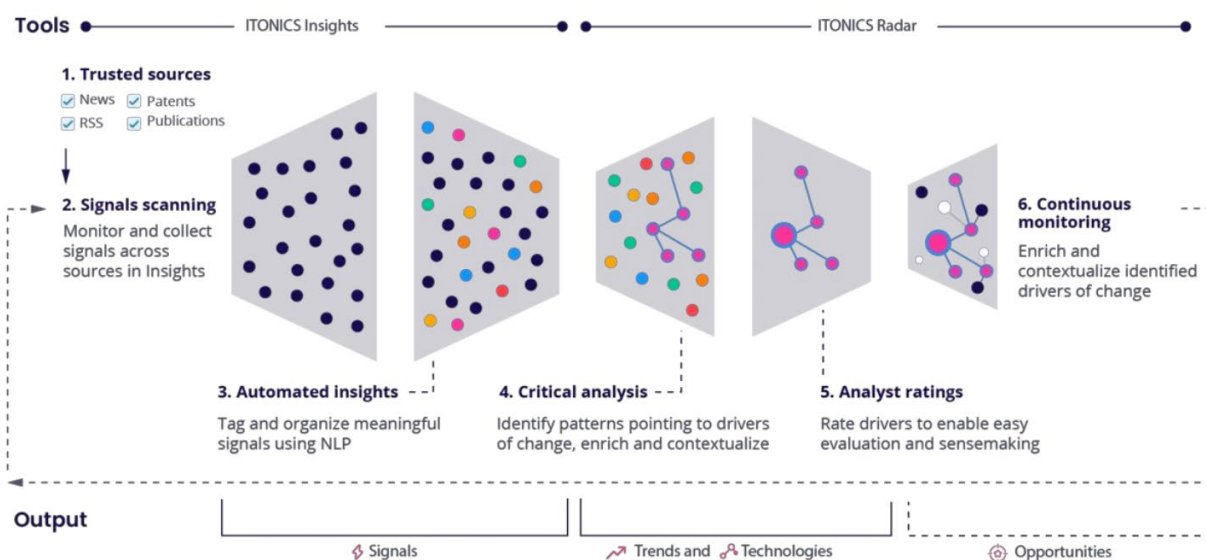 Tools
ITONICS Insights
ITONICS Radar
1. Trusted sources
News
Patents
RSS
Publications
2. Signals scanning
Monitor and collect
signals across
sources in Insights
3. Automated insights
Tag and organize meaningful
signals using NLP
4. Critical analysis
Identify patterns pointing to drivers
of change, enrich and contextualize
5. Analyst ratings
Rate drivers to enable easy
evaluation and sensemaking
6. Continuous
monitoring
Enrich and
contextualize identified
drivers of change
Output
Signals
Trends and Technologies
Opportunities